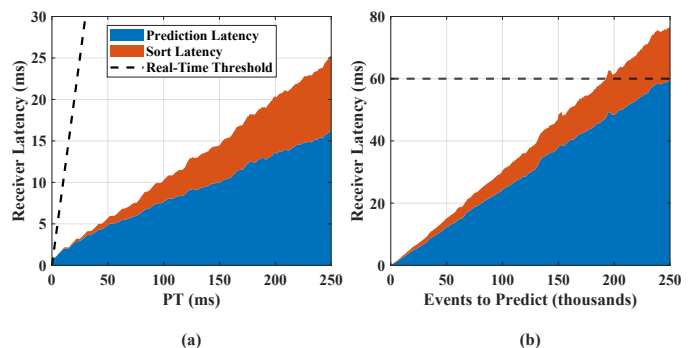 30
25
20
15
10
5
0
Receiver Latency (ms)
Prediction Latency
Sort Latency
Real-Time Threshold
0 50 100 150 200 250
PT (ms)
(a)
80
60
40
20
0
Receiver Latency (ms)
0 50 100 150 200 250
Events to Predict (thousands)
(b)